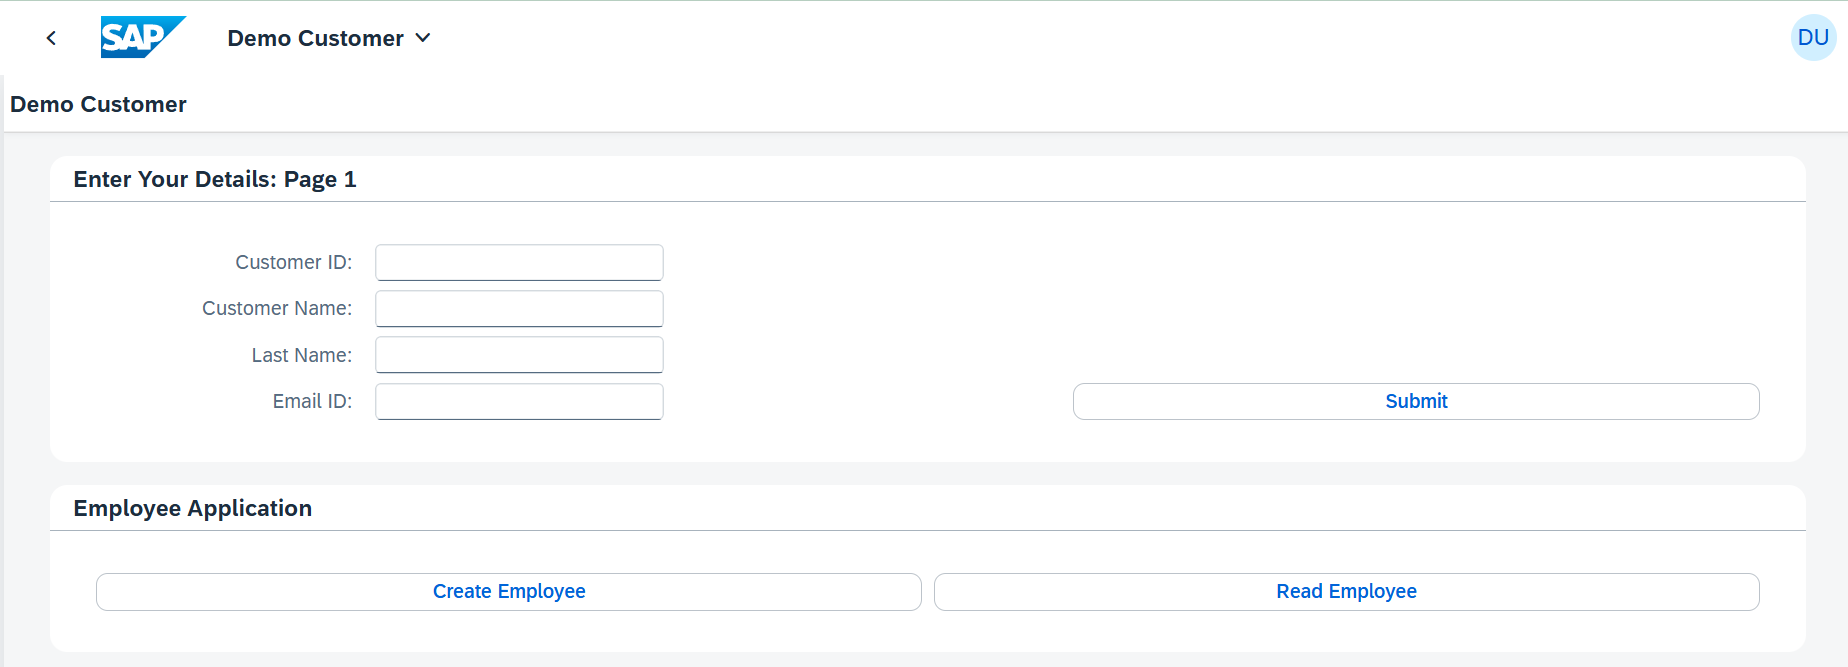 SAP Demo Customer DU
Demo Customer
Enter Your Details: Page 1
Customer ID:
Customer Name:
Last Name:
Email ID: Submit
Employee Application
Create Employee Read Employee